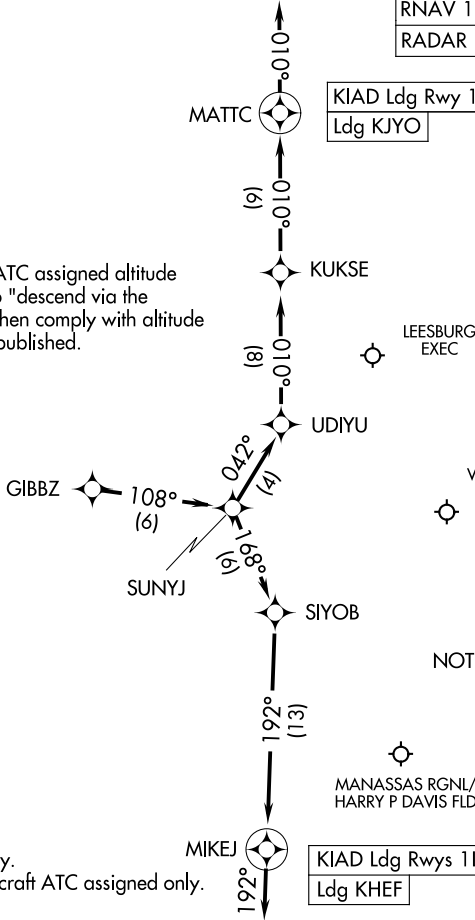 RNAV 1
RADAR
010°
MATTC
KIAD Ldg Rwy 1
Ldg KJYO
010°
(9)
KUKSE
ATC assigned altitude
"descend via the
hen comply with altitude
published.
LEESBURG
EXEC
010°
(8)
UDIYU
042°
(4)
GIBBZ
108°
(6)
SUNYJ
168°
(6)
SIYOB
NOT
192°
(13)
MANASSAS RGNL/
HARRY P DAVIS FLD
MIKEJ
KIAD Ldg Rwys 1
Ldg KHEF
y.
craft ATC assigned only.
192°